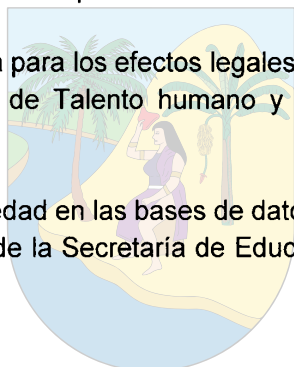 para los efectos legales
de Talento humano y
edad en las bases de dato
de la Secretaría de Educ